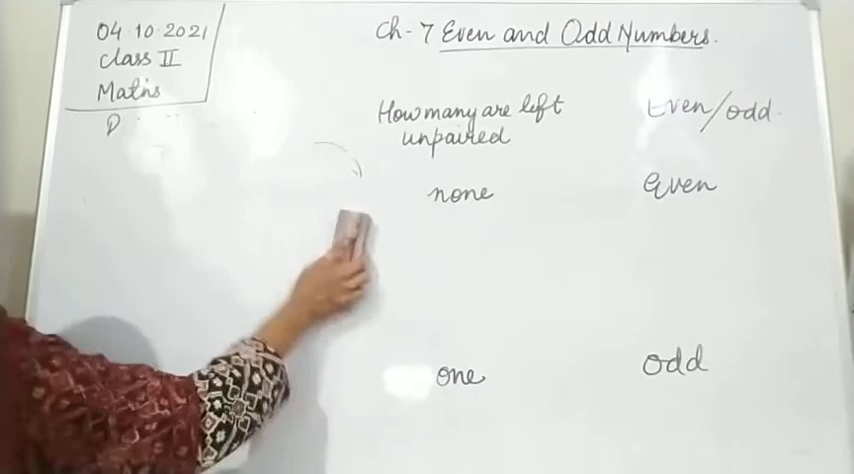 04 10.2021
Class II
Maths
Ch-7 Even and Odd Numbers.
How many are left
unpaired
Even/odd.
none
Even
one
odd